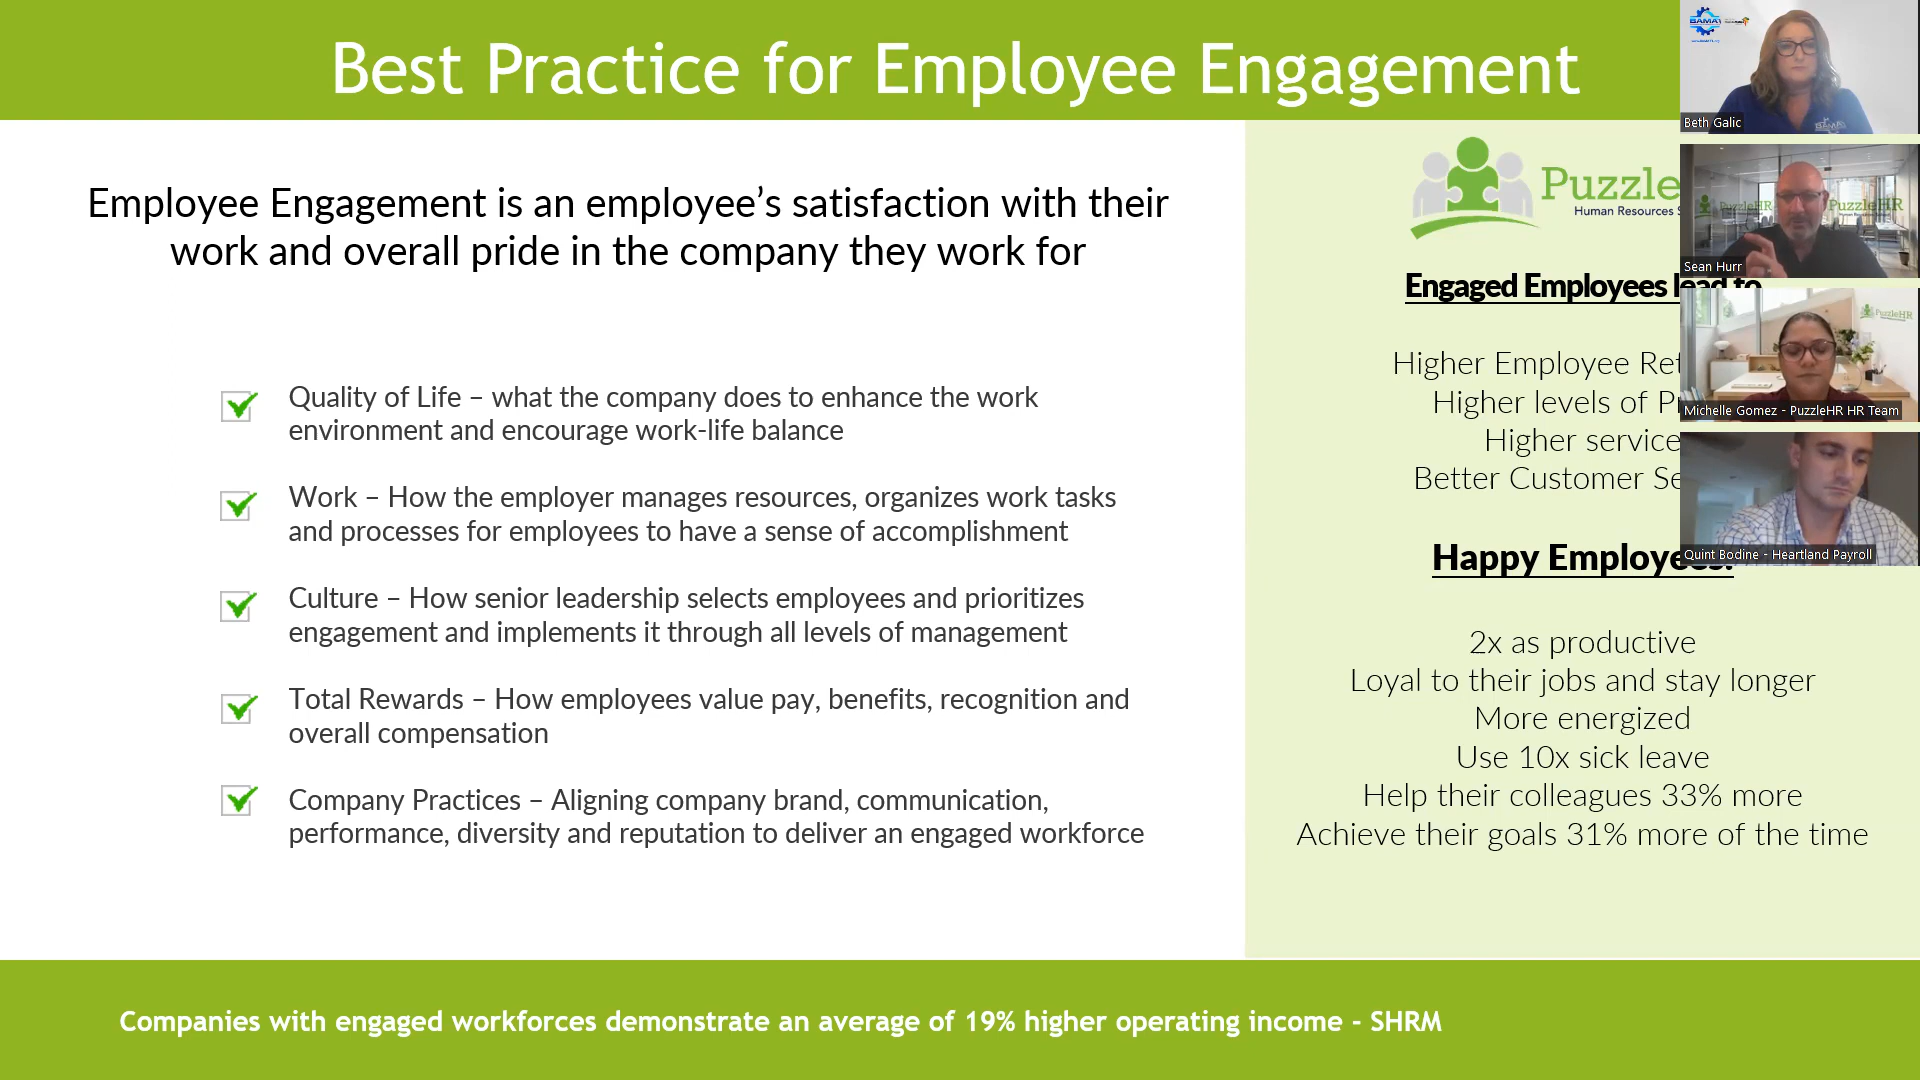 Best Practice for Employee Engagement
Employee Engagement is an employee’s satisfaction with their
work and overall pride in the company they work for
Quality of Life – what the company does to enhance the work
environment and encourage work-life balance
Work – How the employer manages resources, organizes work tasks
and processes for employees to have a sense of accomplishment
Culture – How senior leadership selects employees and prioritizes
engagement and implements it through all levels of management
Total Rewards – How employees value pay, benefits, recognition and
overall compensation
Company Practices – Aligning company brand, communication,
performance, diversity and reputation to deliver an engaged workforce
Puzzle
Human Resources
Engaged Employees lead to
Higher Employee
Higher levels of
Higher service
Better Customer
Happy Employees:
2x as productive
Loyal to their jobs and stay longer
More energized
Use 10x sick leave
Help their colleagues 33% more
Achieve their goals 31% more of the time
Companies with engaged workforces demonstrate an average of 19% higher operating income - SHRM
BAMA
Beth Galic
PuzzleHR
PuzzleHR
Sean Hurr
PuzzleHR
Michelle Gomez - PuzzleHR HR Team
Quint Bodine - Heartland Payroll